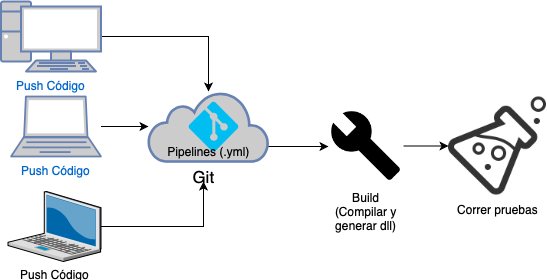 Push Código
Push Código
Push Código
Pipelines (.yml)
Git
Build
(Compilar y
generar dll)
Correr pruebas